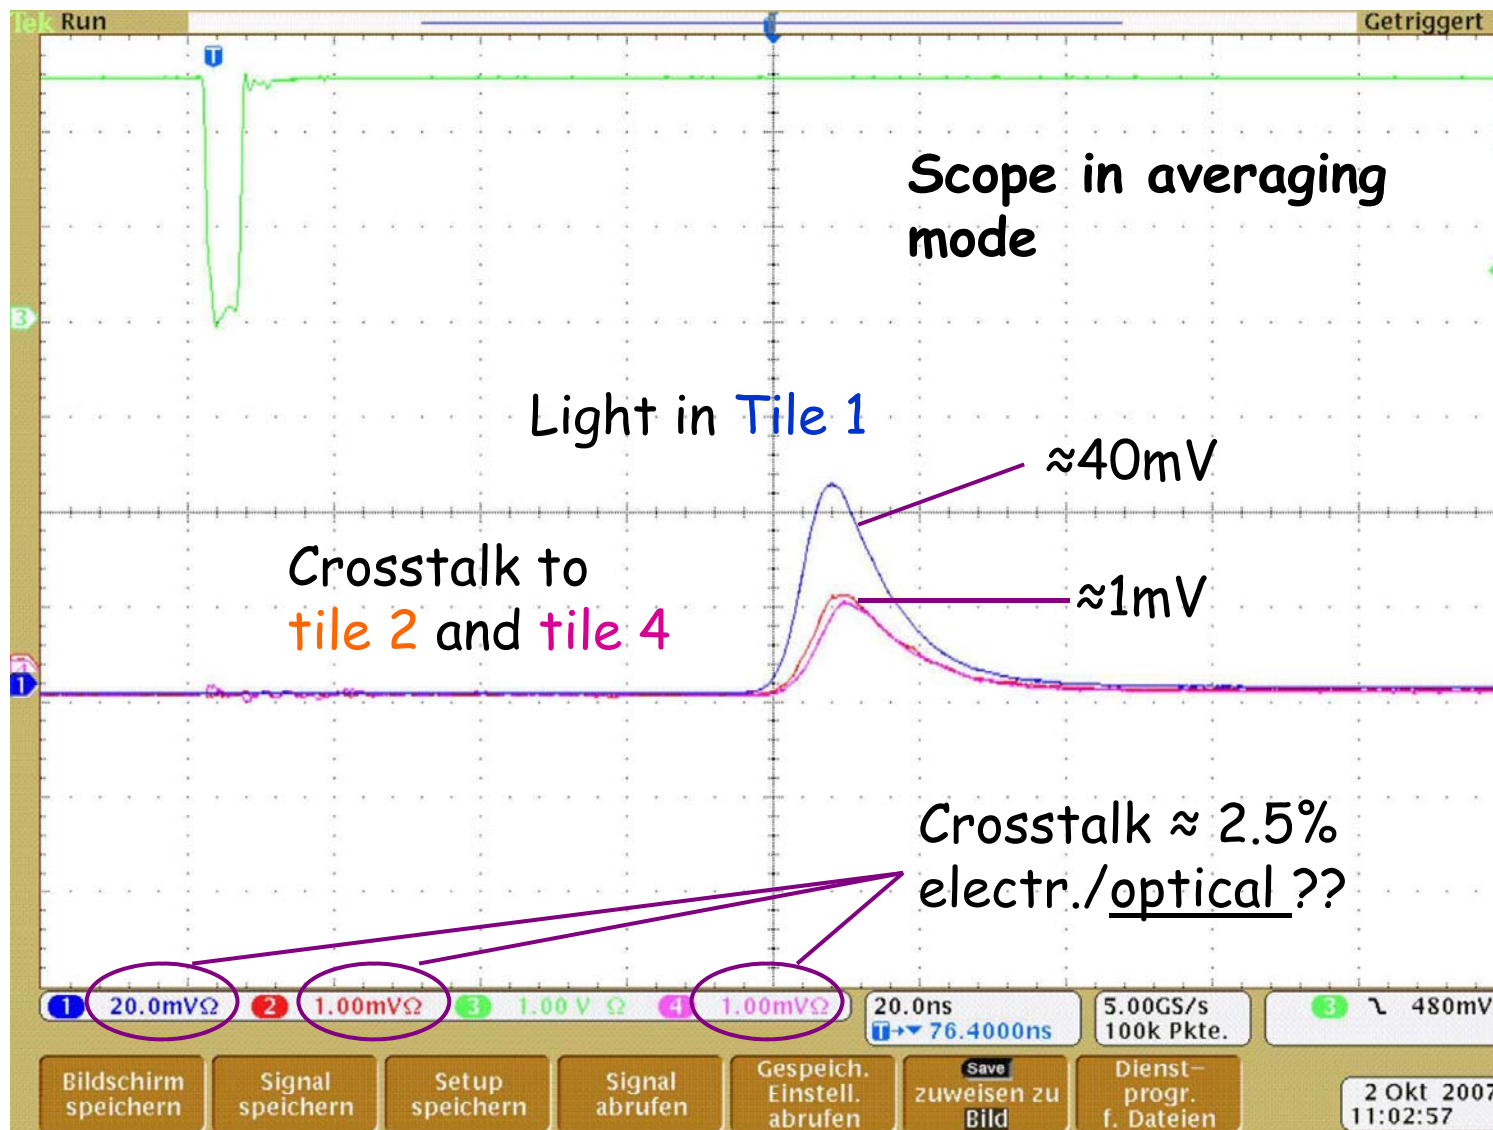 Tek Run Getriggert
T
Scope in averaging
mode
3
Light in Tile 1
≈40mV
Crosstalk to
tile 2 and tile 4
≈1mV
1
Crosstalk ≈ 2.5%
electr./optical ??
1 20.0mVΩ 2 1.00mVΩ 3 1.00 V Ω 4 1.00mVΩ
20.0ns
T→▼ 76.4000ns
5.00GS/s
100k Pkte.
3 480mV
Bildschirm
speichern
Signal
speichern
Setup
speichern
Signal
abrufen
Gespeich.
Einstell.
abrufen
Save
zuweisen zu
Bild
Dienst-
progr.
f. Dateien
2 Okt 2007
11:02:57